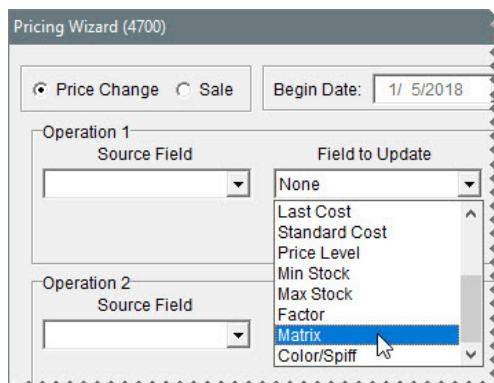 Pricing Wizard (4700)
Price Change Sale Begin Date: 1/ 5/2018
Operation 1
Source Field Field to Update
None
Last Cost
Standard Cost
Price Level
Min Stock
Max Stock
Factor
Matrix
Color/Spiff
Operation 2
Source Field